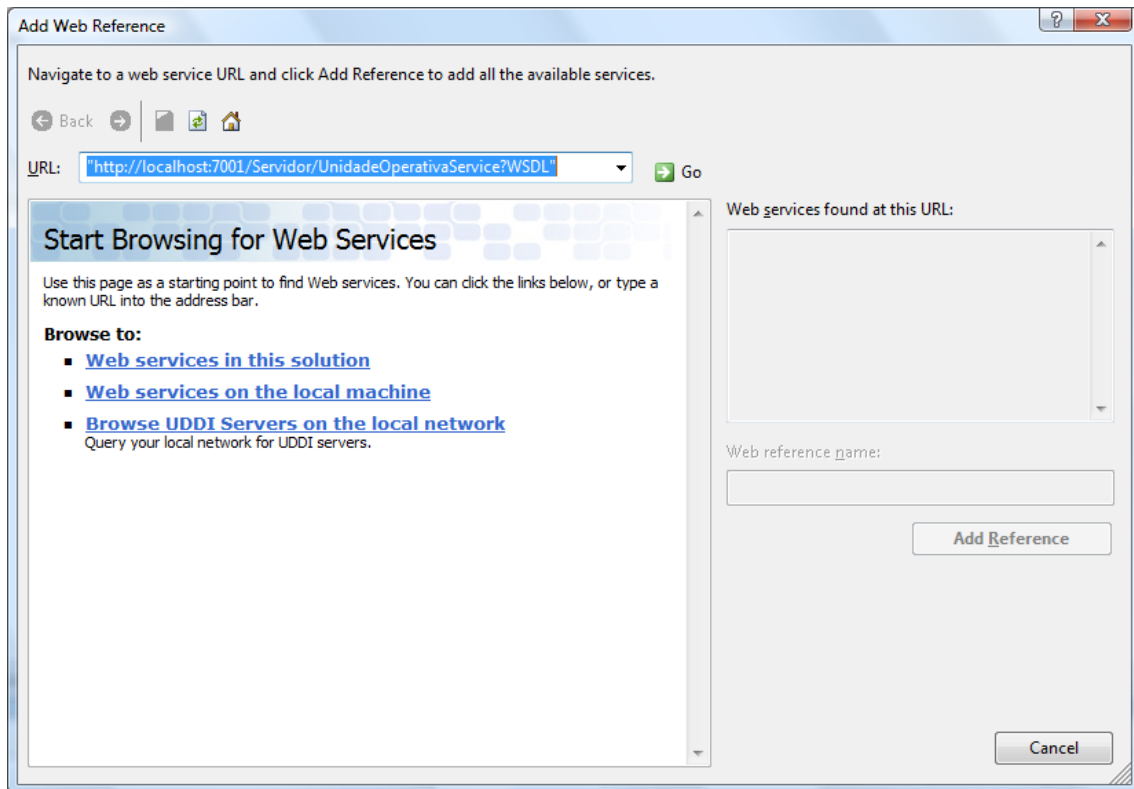 Add Web Reference
Navigate to a web service URL and click Add Reference to add all the available services.
Back
URL: "http://localhost:7001/Servidor/UnidadeOperativaService?WSDL" Go
Start Browsing for Web Services
Use this page as a starting point to find Web services. You can click the links below, or type a
known URL into the address bar.
Browse to:
Web services in this solution
Web services on the local machine
Browse UDDI Servers on the local network
Query your local network for UDDI servers.
Web services found at this URL:
Web reference name:
Add Reference
Cancel